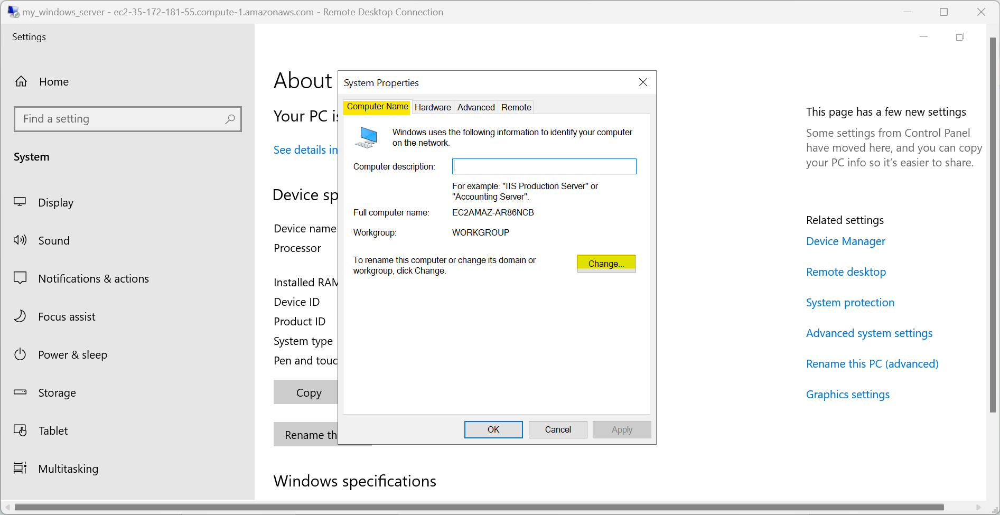 my_windows_server - ec2-35-172-181-55.compute-1.amazonaws.com - Remote Desktop Connection
Settings
Home
Find a setting
System
Display
Sound
Notifications & actions
Focus assist
Power & sleep
Storage
Tablet
Multitasking
About
Your PC is
See details in
Device sp
Device name
Processor
Installed RAM
Device ID
Product ID
System type
Pen and touc
Copy
Rename th
Windows specifications
System Properties
Computer Name
Hardware
Advanced
Remote
Windows uses the following information to identify your computer
on the network.
Computer description:
For example: "IIS Production Server" or
"Accounting Server".
Full computer name: EC2AMAZ-AR86NCB
Workgroup: WORKGROUP
To rename this computer or change its domain or
workgroup, click Change.
Change...
OK
Cancel
Apply
This page has a few new settings
Some settings from Control Panel
have moved here, and you can copy
your PC info so it's easier to share.
Related settings
Device Manager
Remote desktop
System protection
Advanced system settings
Rename this PC (advanced)
Graphics settings